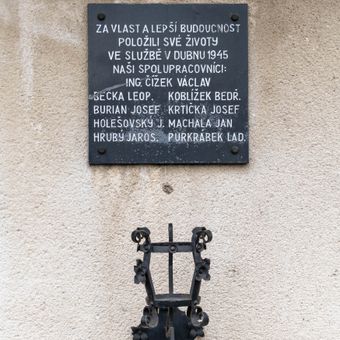 ZA VLAST A LEPŠÍ BUDOUCNOST
POLOŽILI SVÉ ŽIVOTY
VE SLUŽBĚ V DUBNU 1945
NAŠI SPOLUPRACOVNÍCI:
ING. ČÍŽEK VÁCLAV
BEČKA LEOP. KOBLÍŽEK BEDŘ.
BURIAN JOSEF KRTIČKA JOSEF
HOLEŠOVSKÝ J. MACHALA JAN
HRUBÝ JAROS. PURKRÁBEK LAD.